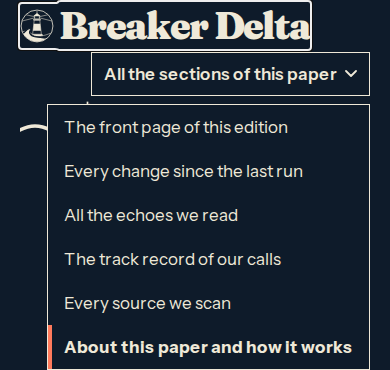 Breaker Delta
All the sections of this paper
The front page of this edition
Every change since the last run
All the echoes we read
The track record of our calls
Every source we scan
About this paper and how it works